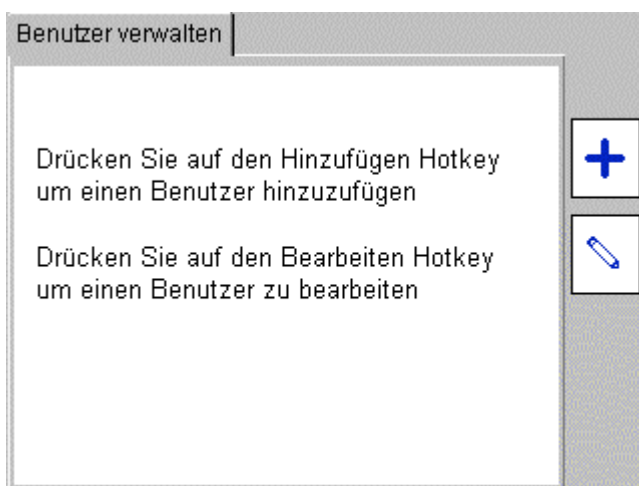 Benutzer verwalten
Drücken Sie auf den Hinzufügen Hotkey
um einen Benutzer hinzuzufügen
Drücken Sie auf den Bearbeiten Hotkey
um einen Benutzer zu bearbeiten